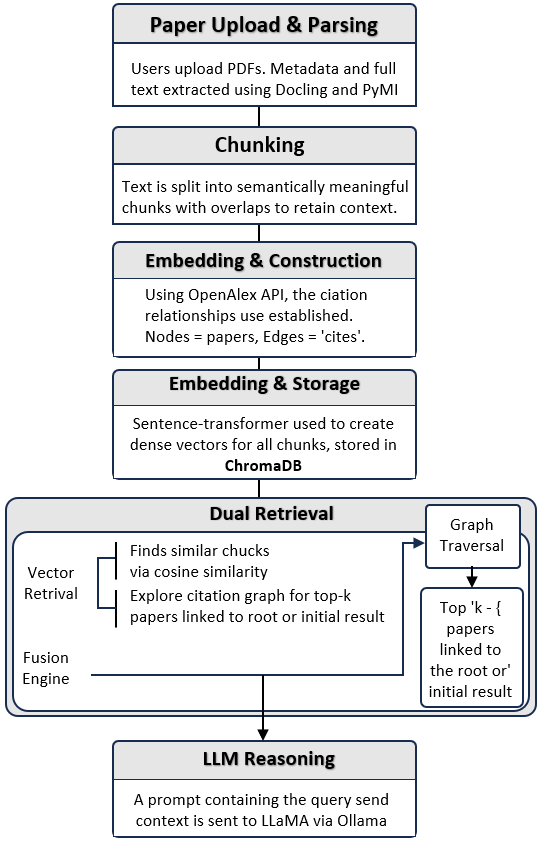 Paper Upload & Parsing
Users upload PDFs. Metadata and full
text extracted using Docling and PyMI
Chunking
Text is split into semantically meaningful
chunks with overlaps to retain context.
Embedding & Construction
Using OpenAlex API, the ciation
relationships use established.
Nodes = papers, Edges = 'cites'.
Embedding & Storage
Sentence-transformer used to create
dense vectors for all chunks, stored in
ChromaDB
Dual Retrieval
Vector
Retrival
Finds similar chucks
via cosine similarity
Explore citation graph for top-k
papers linked to root or initial result
Fusion
Engine
Graph
Traversal
Top 'k - {
papers
linked to
the root or'
initial result
LLM Reasoning
A prompt containing the query send
context is sent to LLaMA via Ollama